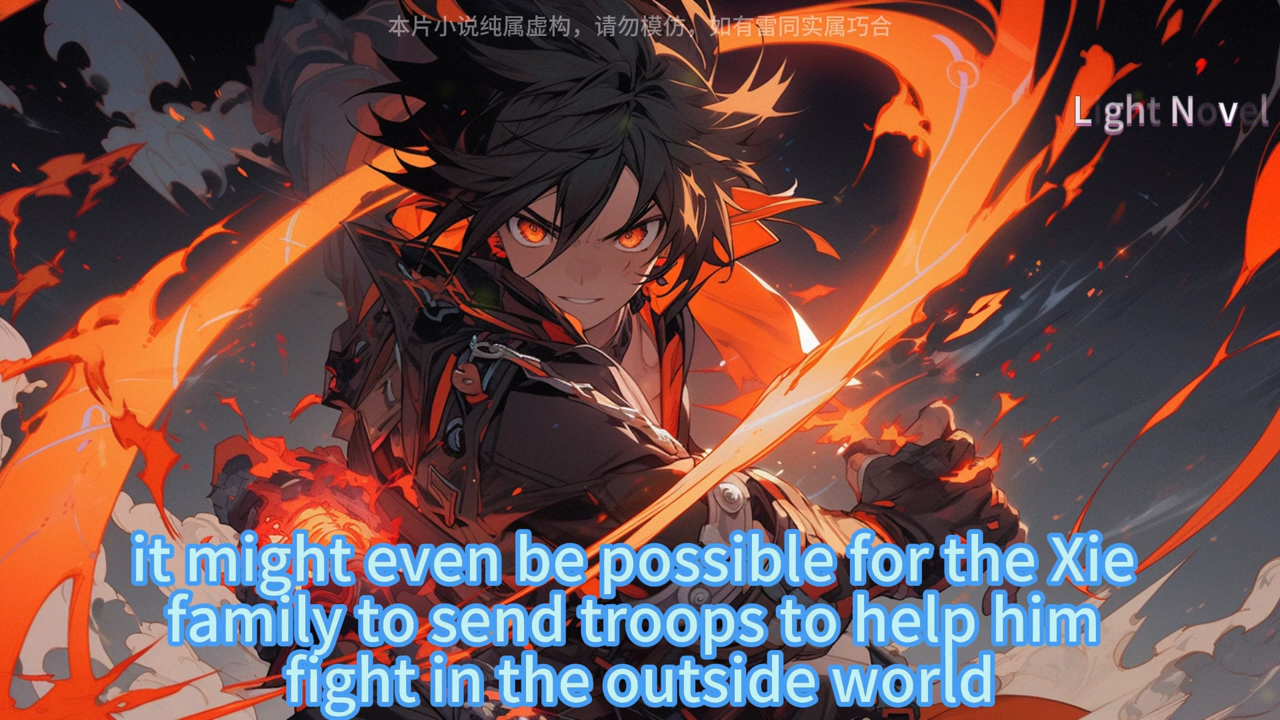 本片小说纯属虚构，请勿模仿，如有雷同实属巧合
Light Novel
it might even be possible for the Xie
family to send troops to help him
fight in the outside world